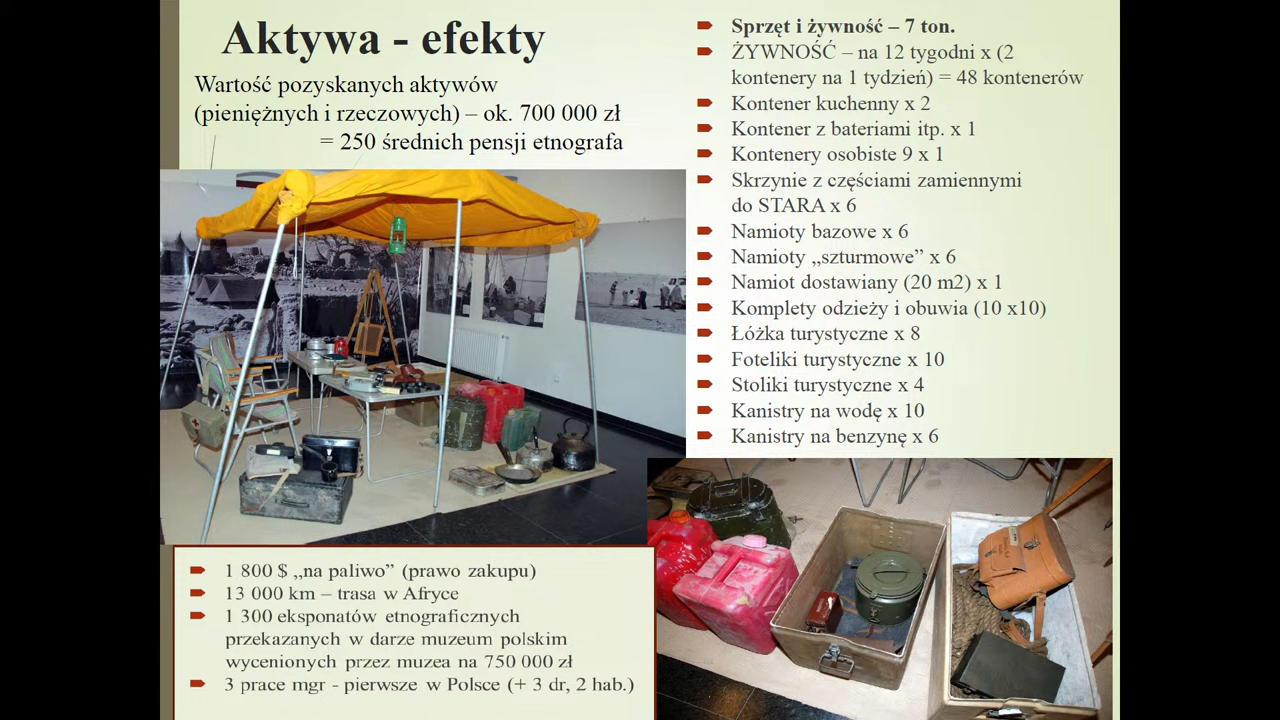 Aktywa - efekty
Wartość pozyskanych aktywów
(pieniężnych i rzeczowych) – ok. 700 000 zł
= 250 średnich pensji etnografa
Sprzęt i żywność – 7 ton.
ŻYWNOŚĆ – na 12 tygodni x (2
kontenery na 1 tydzień) = 48 kontenerów
Kontener kuchenny x 2
Kontener z bateriami itp. x 1
Kontenery osobiste 9 x 1
Skrzynie z częściami zamiennymi
do STARA x 6
Namioty bazowe x 6
Namioty „szturmowe” x 6
Namiot dostawiany (20 m2) x 1
Komplety odzieży i obuwia (10 x10)
Łóżka turystyczne x 8
Foteliki turystyczne x 10
Stoliki turystyczne x 4
Kanistry na wodę x 10
Kanistry na benzynę x 6
1 800 $ „na paliwo” (prawo zakupu)
13 000 km – trasa w Afryce
1 300 eksponatów etnograficznych
przekazanych w darze muzeum polskim
wycenionych przez muzea na 750 000 zł
3 prace mgr - pierwsze w Polsce (+ 3 dr, 2 hab.)